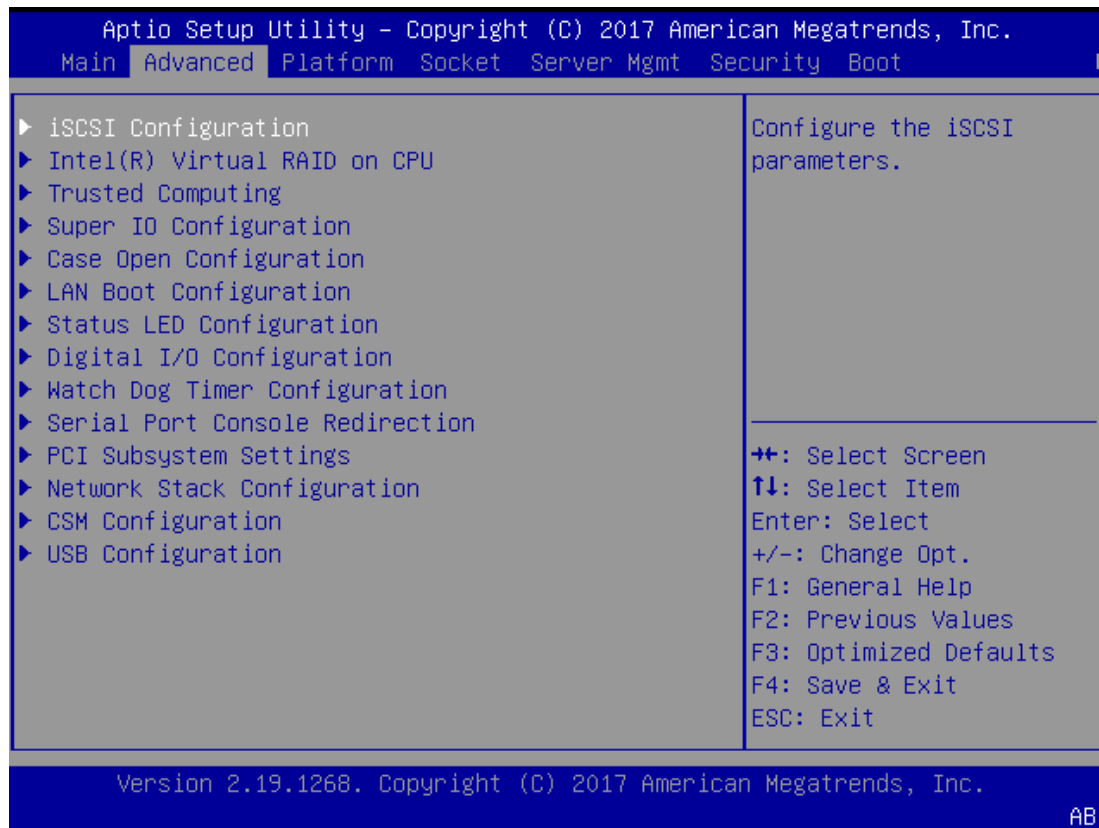 Aptio Setup Utility – Copyright (C) 2017 American Megatrends, Inc.
Main Advanced Platform Socket Server Mgmt Security Boot
▶ iSCSI Configuration
▶ Intel(R) Virtual RAID on CPU
▶ Trusted Computing
▶ Super IO Configuration
▶ Case Open Configuration
▶ LAN Boot Configuration
▶ Status LED Configuration
▶ Digital I/O Configuration
▶ Watch Dog Timer Configuration
▶ Serial Port Console Redirection
▶ PCI Subsystem Settings
▶ Network Stack Configuration
▶ CSM Configuration
▶ USB Configuration
Configure the iSCSI
parameters.
→←: Select Screen
↑↓: Select Item
Enter: Select
+/-: Change Opt.
F1: General Help
F2: Previous Values
F3: Optimized Defaults
F4: Save & Exit
ESC: Exit
Version 2.19.1268. Copyright (C) 2017 American Megatrends, Inc.
AB